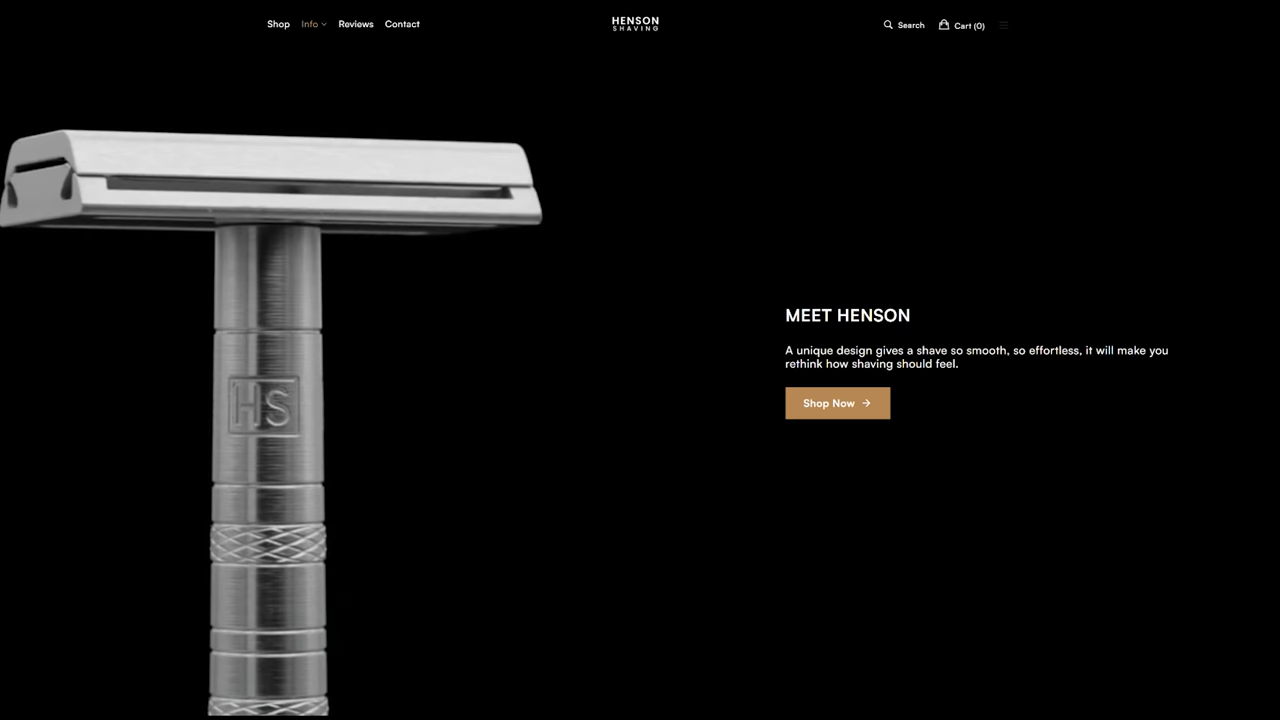 Shop Info Reviews Contact
HENSON
SHAVING
Search Cart (0)
HS
MEET HENSON
A unique design gives a shave so smooth, so effortless, it will make you
rethink how shaving should feel.
Shop Now